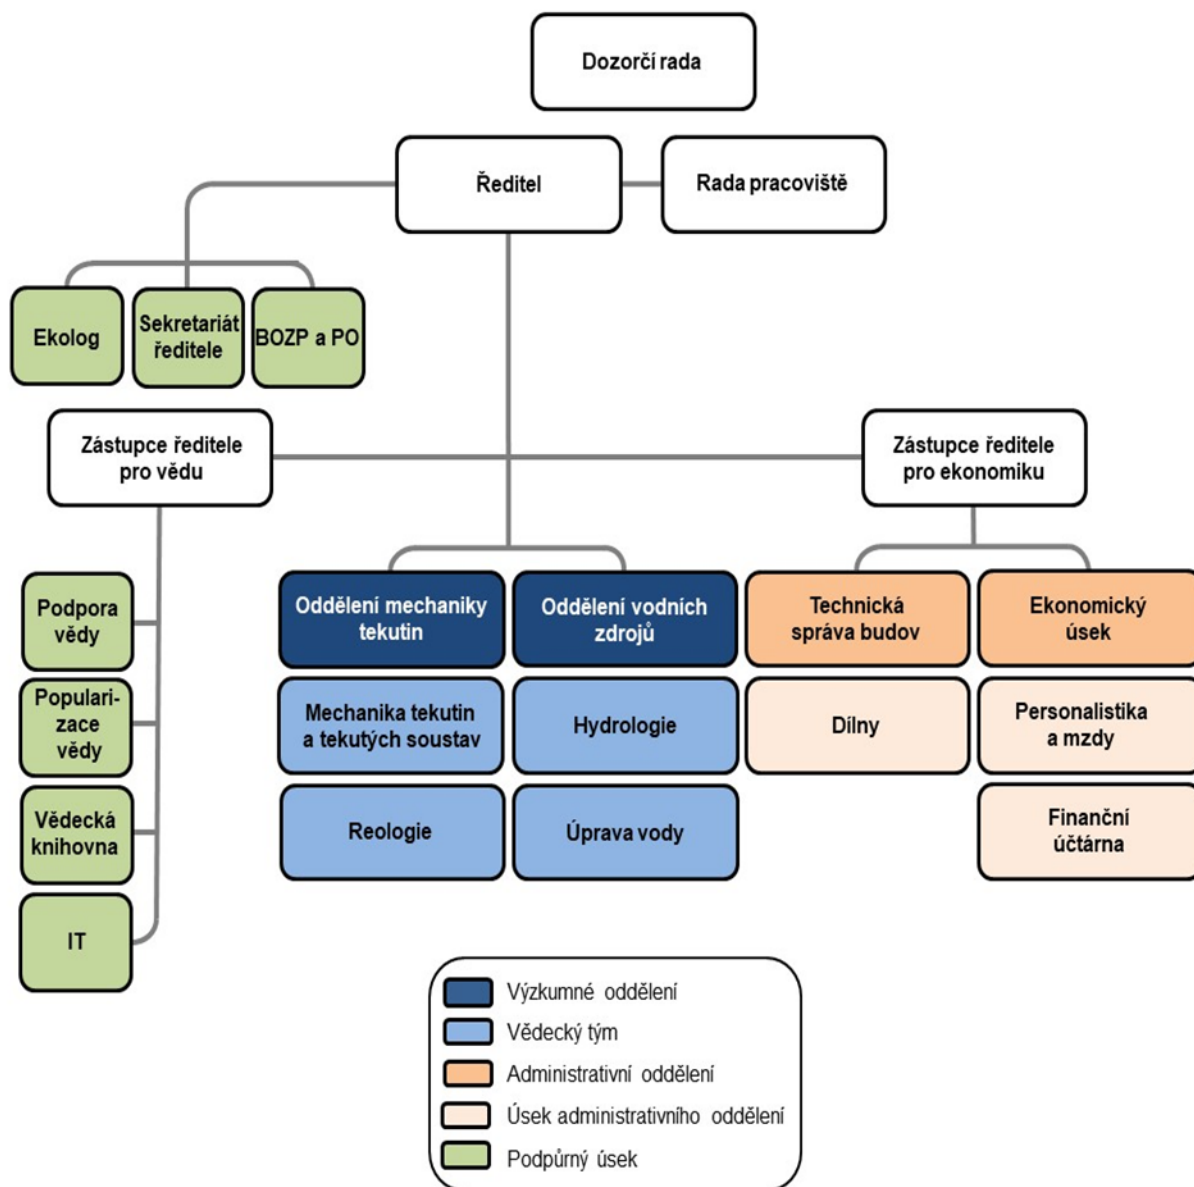 Dozorčí rada
Ředitel
Rada pracoviště
Ekolog
Sekretariát
ředitele
BOZP a PO
Zástupce ředitele
pro vědu
Zástupce ředitele
pro ekonomiku
Podpora
vědy
Populari-
zace
vědy
Vědecká
knihovna
IT
Oddělení mechaniky
tekutin
Mechanika tekutin
a tekutých soustav
Reologie
Oddělení vodních
zdrojů
Hydrologie
Úprava vody
Technická
správa budov
Dílny
Ekonomický
úsek
Personalistika
a mzdy
Finanční
účtárna
Výzkumné oddělení
Vědecký tým
Administrativní oddělení
Úsek administrativního oddělení
Podpůrný úsek